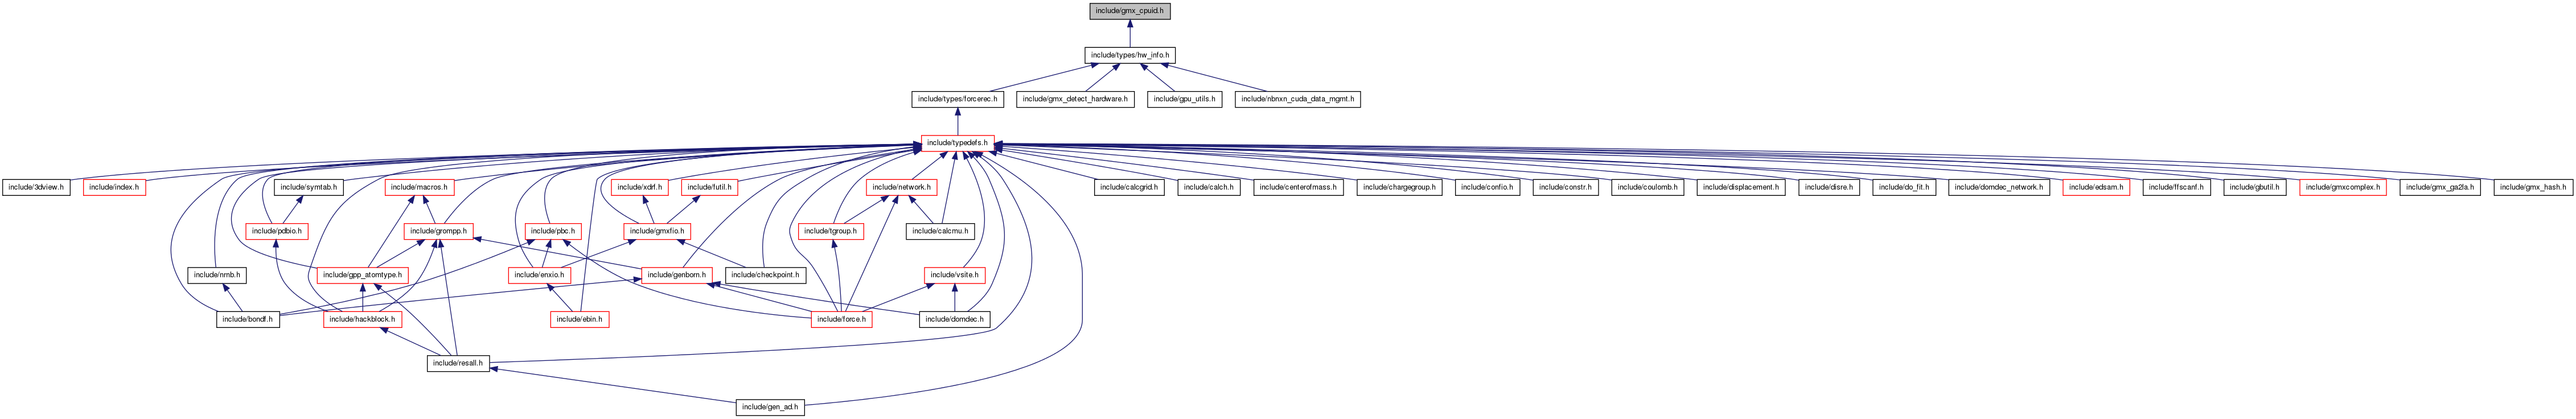 include/gmx_cpuid.h
include/types/hw_info.h
include/types/forcerec.h
include/gmx_detect_hardware.h
include/gpu_utils.h
include/nbnxn_cuda_data_mgmt.h
include/typedefs.h
include/3dview.h
include/index.h
include/symtab.h
include/macros.h
include/xdrf.h
include/futil.h
include/network.h
include/calcgrid.h
include/calch.h
include/centerofmass.h
include/chargegroup.h
include/confio.h
include/constr.h
include/coulomb.h
include/displacement.h
include/disre.h
include/do_fit.h
include/domdec_network.h
include/edsam.h
include/ffscanf.h
include/gbutil.h
include/gmxcomplex.h
include/gmx_ga2la.h
include/gmx_hash.h
include/pdbio.h
include/grompp.h
include/pbc.h
include/gmxfio.h
include/tgroup.h
include/calcmu.h
include/nrnb.h
include/gpp_atomtype.h
include/enxio.h
include/genborn.h
include/checkpoint.h
include/vsite.h
include/bondf.h
include/hackblock.h
include/ebin.h
include/force.h
include/domdec.h
include/resall.h
include/gen_ad.h